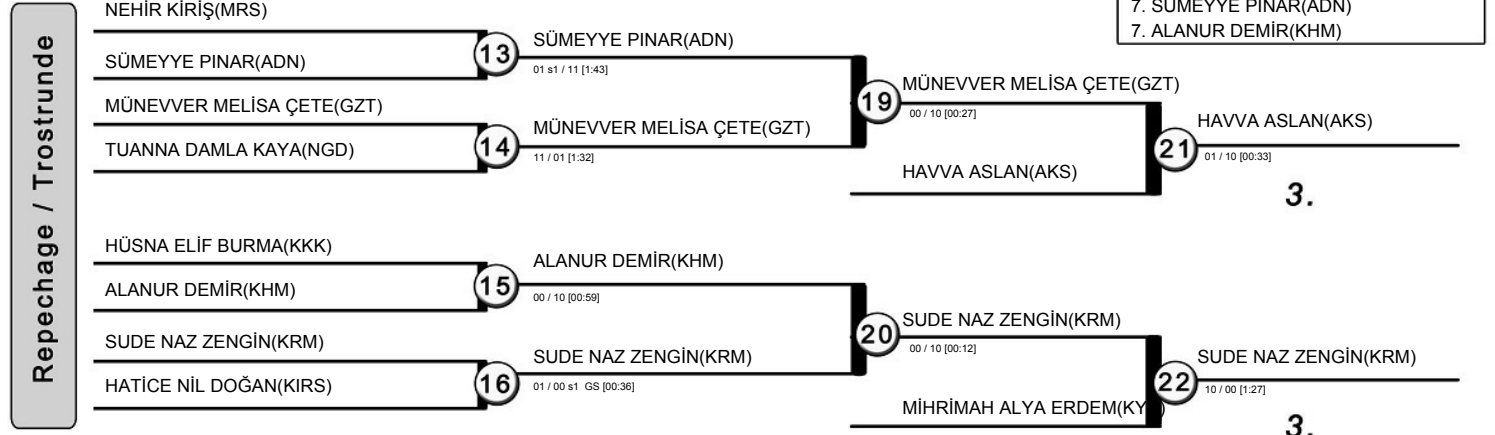 NEHİR KİRİŞ(MRS)
7. SÜMEYYE PINAR(ADN)
7. ALANUR DEMİR(KHM)
Repechage / Trostrunde
SÜMEYYE PINAR(ADN)
13
SÜMEYYE PINAR(ADN)
01 s1 / 11 [1:43]
MÜNEVVER MELİSA ÇETE(GZT)
TUANNA DAMLA KAYA(NGD)
14
MÜNEVVER MELİSA ÇETE(GZT)
11 / 01 [1:32]
19
MÜNEVVER MELİSA ÇETE(GZT)
00 / 10 [00:27]
HAVVA ASLAN(AKS)
21
HAVVA ASLAN(AKS)
01 / 10 [00:33]
3.
HÜSNA ELİF BURMA(KKK)
ALANUR DEMİR(KHM)
15
ALANUR DEMİR(KHM)
00 / 10 [00:59]
SUDE NAZ ZENGİN(KRM)
HATİCE NİL DOĞAN(KIRS)
16
SUDE NAZ ZENGİN(KRM)
01 / 00 s1 GS [00:36]
20
SUDE NAZ ZENGİN(KRM)
00 / 10 [00:12]
MİHRİMAH ALYA
22
SUDE NAZ ZENGİN(KRM)
10 / 00 [1:27]
3.